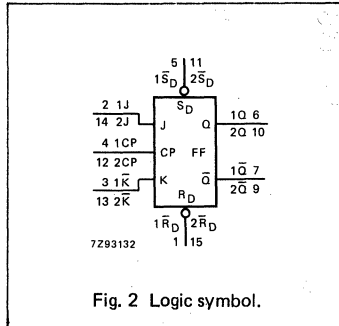 5 11
1S̅D 2S̅D
SD
2 1J
14 2J
J
Q
1Q 6
2Q 10
4 1CP
12 2CP
CP FF
3 1K̅
13 2K̅
K
Q̅
1Q̅ 7
2Q̅ 9
RD
1R̅D 2R̅D
1 15
7Z93132
Fig. 2 Logic symbol.